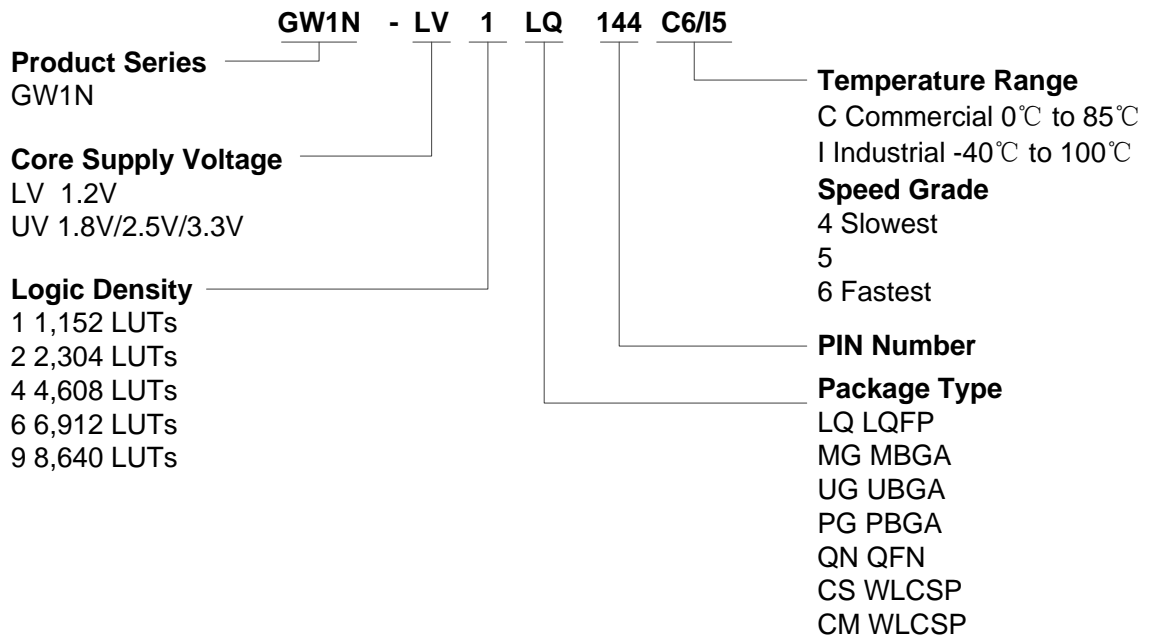 GW1N - LV 1 LQ 144 C6/I5
Product Series
GW1N
Core Supply Voltage
LV 1.2V
UV 1.8V/2.5V/3.3V
Logic Density
1 1,152 LUTs
2 2,304 LUTs
4 4,608 LUTs
6 6,912 LUTs
9 8,640 LUTs
Temperature Range
C Commercial 0℃ to 85℃
I Industrial -40℃ to 100℃
Speed Grade
4 Slowest
5
6 Fastest
PIN Number
Package Type
LQ LQFP
MG MBGA
UG UBGA
PG PBGA
QN QFN
CS WLCSP
CM WLCSP